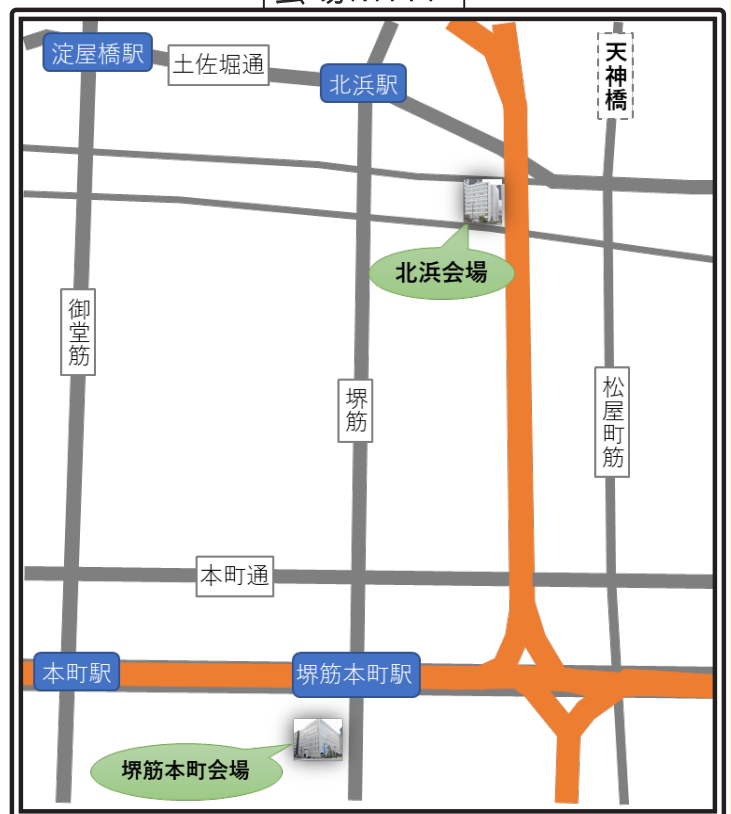 淀屋橋駅
土佐堀通
北浜駅
天神橋
北浜会場
御堂筋
堺筋
松屋町筋
本町通
本町駅
堺筋本町駅
堺筋本町会場